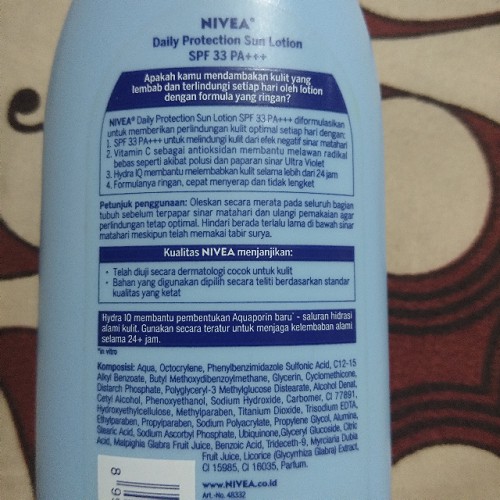 NIVEA®
Daily Protection Sun Lotion
SPF 33 PA+++
Apakah kamu mendambakan kulit yang
lembab dan terlindungi setiap hari oleh lotion
dengan formula yang ringan?
NIVEA® Daily Protection Sun Lotion SPF 33 PA+++ diformulasikan
untuk memberikan perlindungan kulit optimal setiap hari dengan:
1. SPF 33 PA+++ untuk melindungi kulit dari efek negatif sinar matahari
2. Vitamin C sebagai antioksidan membantu melawan radikal
bebas seperti akibat polusi dan paparan sinar Ultra Violet
3. Hydra IQ membantu melembabkan kulit selama lebih dari 24 jam
4. Formulanya ringan, cepat menyerap dan tidak lengket
Petunjuk penggunaan: Oleskan secara merata pada seluruh bagian
tubuh sebelum terpapar sinar matahari dan ulangi pemakaian agar
perlindungan tetap optimal. Hindari berada terlalu lama di bawah sinar
matahari meskipun telah memakai tabir surya.
Kualitas NIVEA menjanjikan:
• Telah diuji secara dermatologi cocok untuk kulit
• Bahan yang digunakan dipilih secara teliti berdasarkan standar
kualitas yang ketat
Hydra IQ membantu pembentukan Aquaporin baru* - saluran hidrasi
alami kulit. Gunakan secara teratur untuk menjaga kelembaban alami
selama 24+ jam.
*in vitro
Komposisi: Aqua, Octocrylene, Phenylbenzimidazole Sulfonic Acid, C12-15
Alkyl Benzoate, Butyl Methoxydibenzoylmethane, Glycerin, Cyclomethicone,
Distarch Phosphate, Polyglyceryl-3 Methylglucose Distearate, Alcohol Denat,
Cetyl Alcohol, Phenoxyethanol, Sodium Hydroxide, Carbomer, CI 77891,
Hydroxyethylcellulose, Methylparaben, Titanium Dioxide, Trisodium EDTA,
Ethylparaben, Propylparaben, Sodium Polyacrylate, Propylene Glycol, Alumina,
Stearic Acid, Sodium Ascorbyl Phosphate, Ubiquinone, Glyceryl Glucoside, Citric
Acid, Malpighia Glabra Fruit Juice, Benzoic Acid, Trideceth-9, Myrciaria Dubia
Fruit Juice, Licorice (Glycyrrhiza Glabra) Extract,
CI 15985, CI 16035, Parfum.
www.NIVEA.co.id
Art.-No. 46332